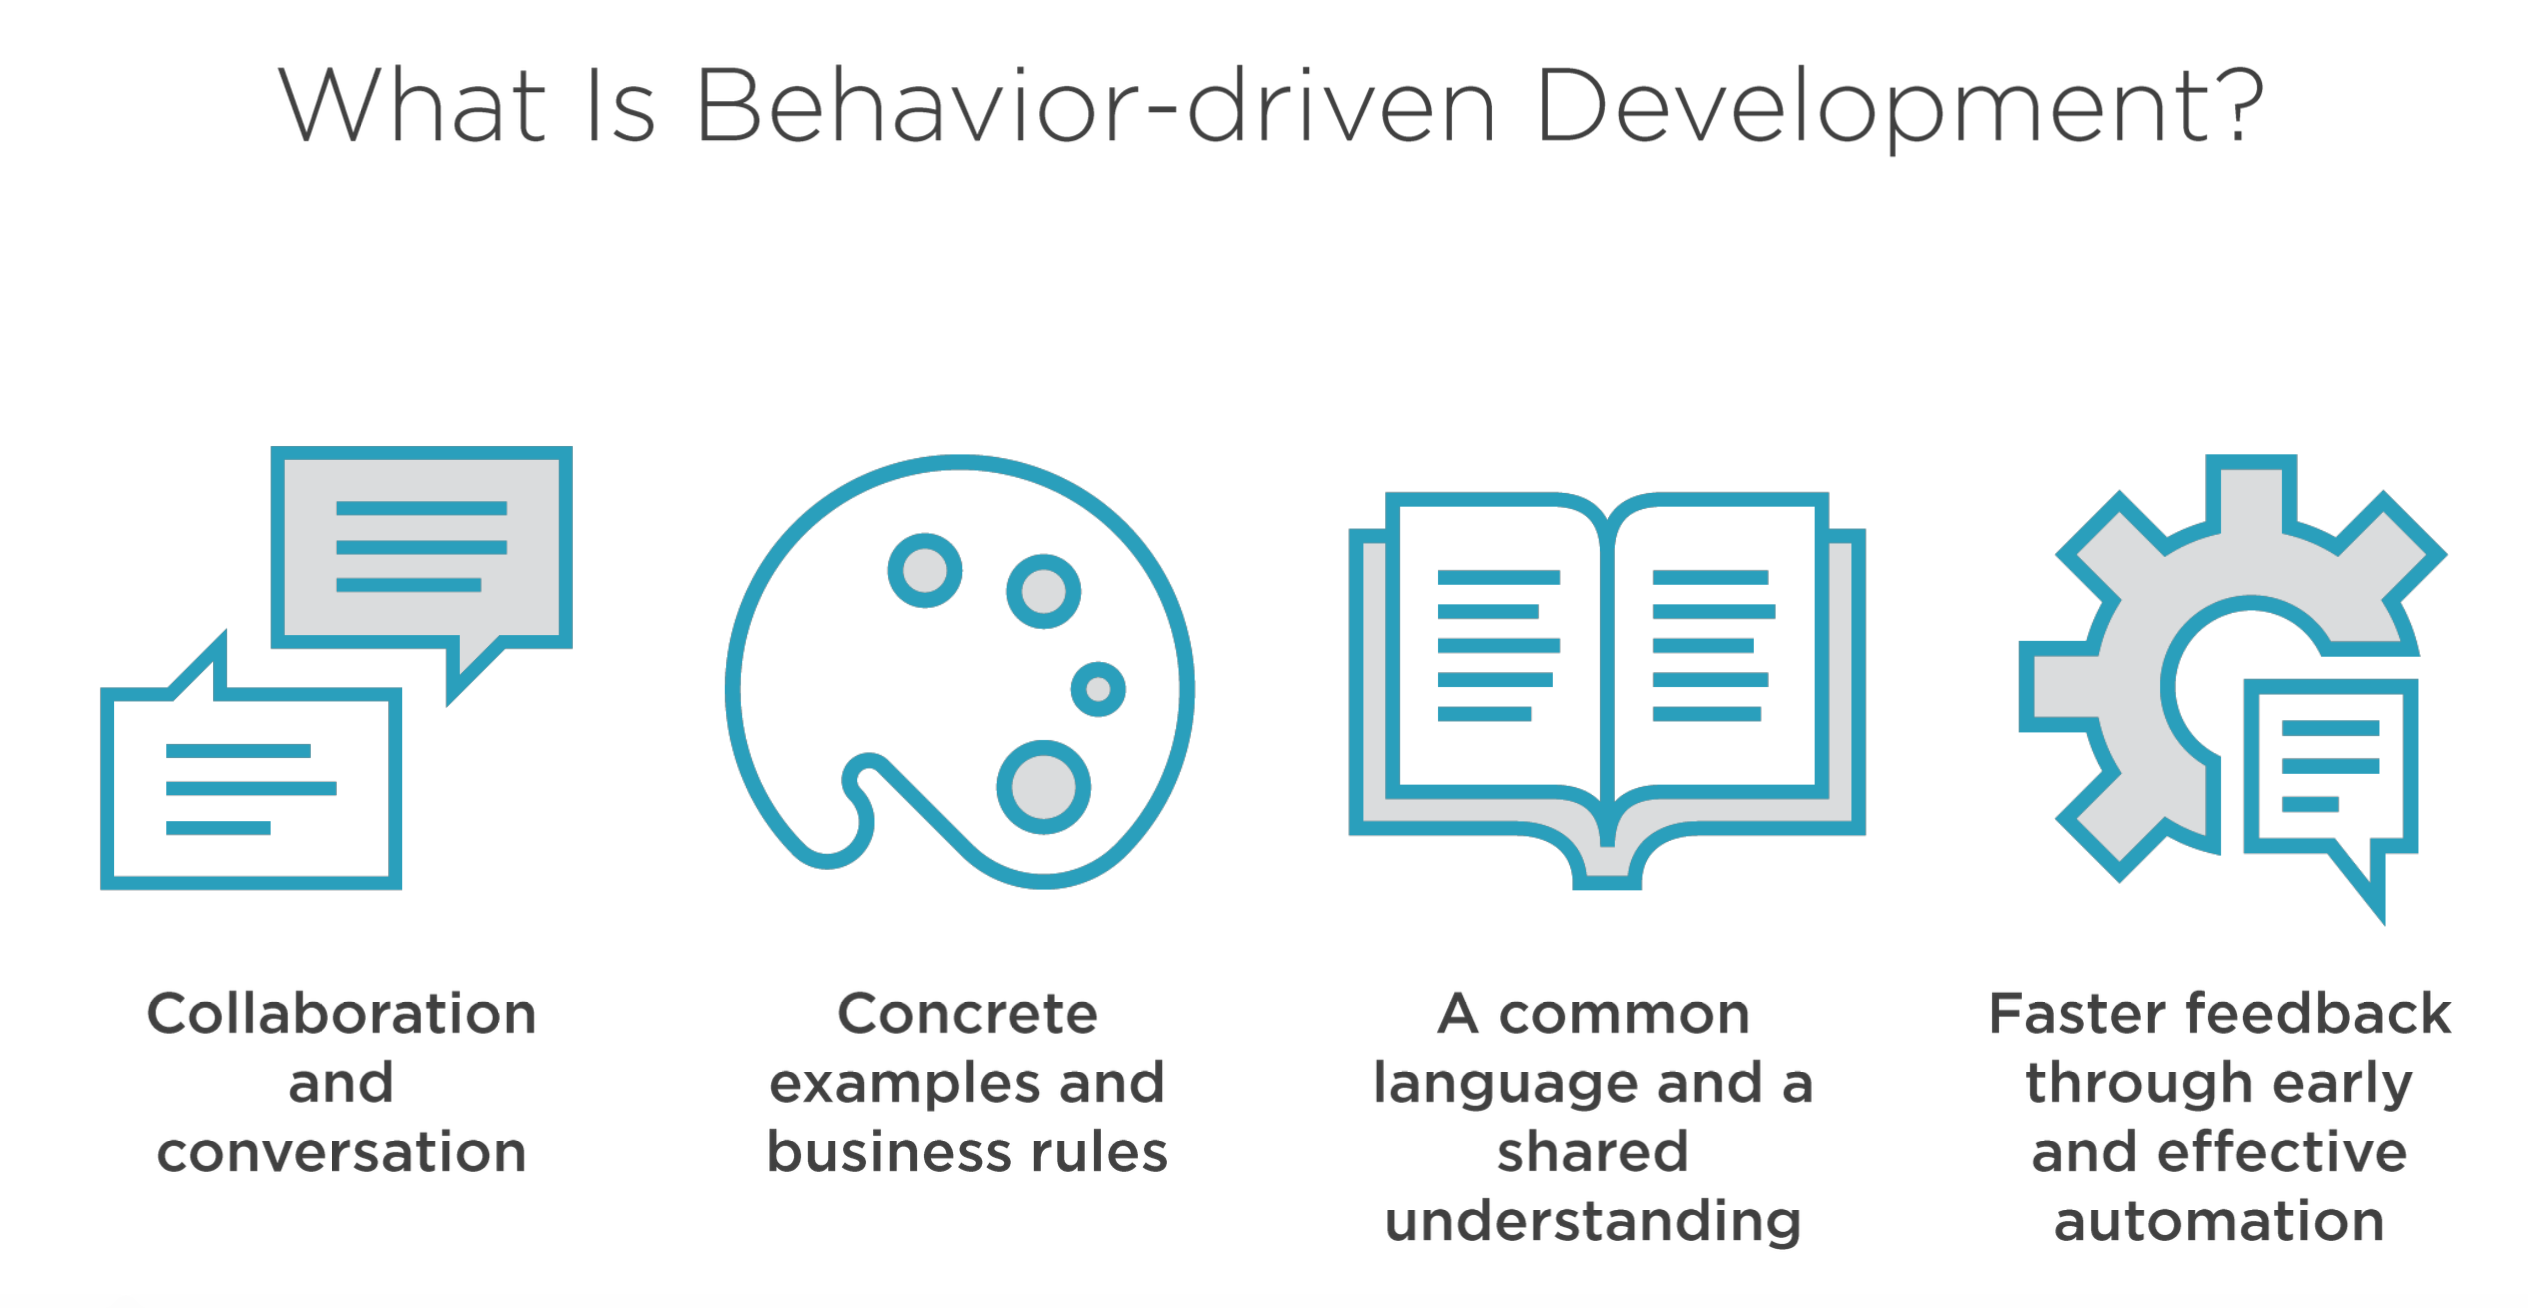 What Is Behavior-driven Development?
Collaboration
and
conversation
Concrete
examples and
business rules
A common
language and a
shared
understanding
Faster feedback
through early
and effective
automation